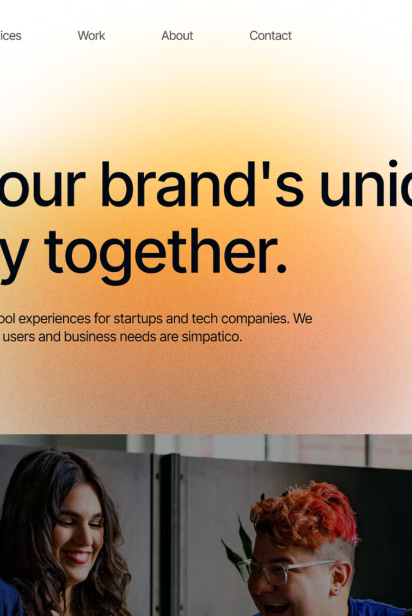 ices Work About Contact
our brand's uni
y together.
ool experiences for startups and tech companies. We
users and business needs are simpatico.